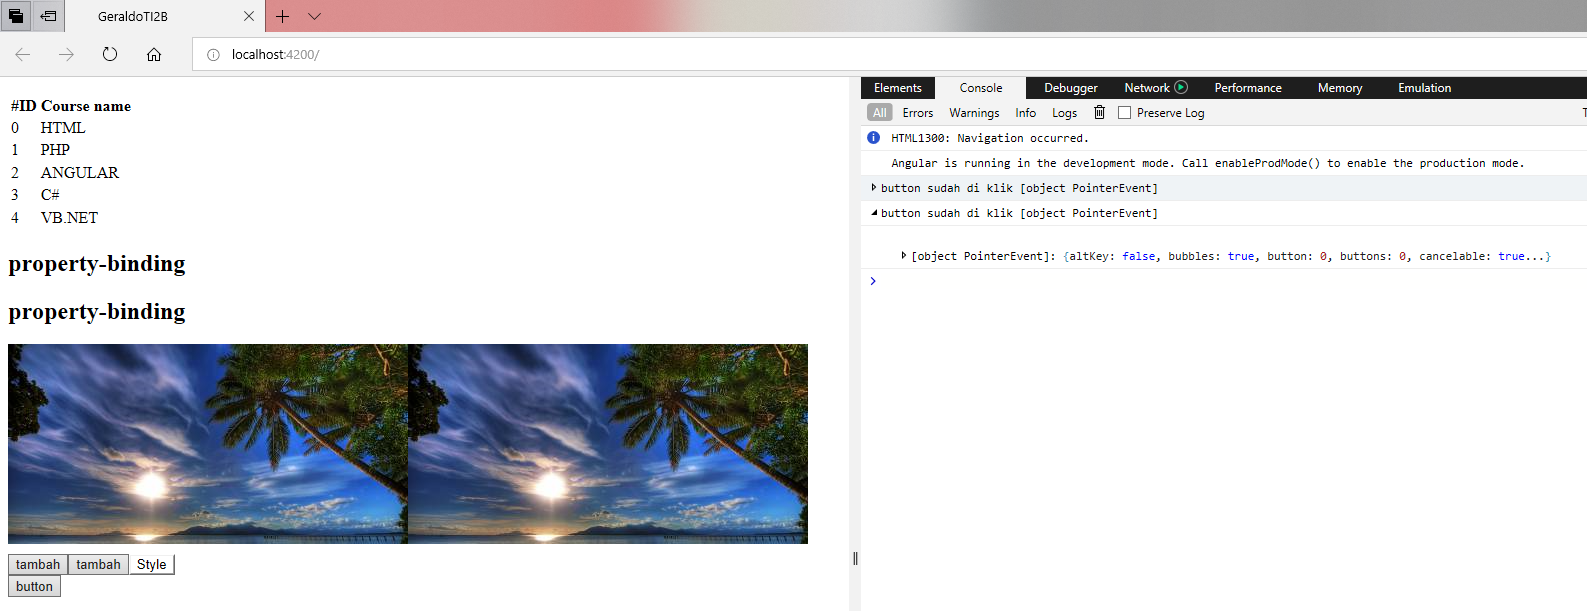 GeraldoTI2B
localhost:4200/
#ID Course name
0 HTML
1 PHP
2 ANGULAR
3 C#
4 VB.NET
property-binding
property-binding
tambah tambah Style
button
Elements Console Debugger Network Performance Memory Emulation
All Errors Warnings Info Logs Preserve Log
HTML1300: Navigation occurred.
Angular is running in the development mode. Call enableProdMode() to enable the production mode.
button sudah di klik [object PointerEvent]
button sudah di klik [object PointerEvent]
[object PointerEvent]: {altKey: false, bubbles: true, button: 0, buttons: 0, cancelable: true...}